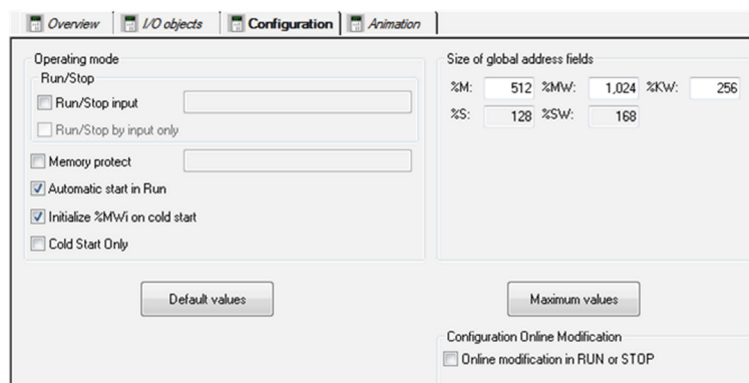 Overview I/O objects Configuration Animation
Operating mode
Run/Stop
Run/Stop input
Run/Stop by input only
Memory protect
Automatic start in Run
Initialize %MWi on cold start
Cold Start Only
Default values
Size of global address fields
%M: 512 %MW: 1,024 %KW: 256
%S: 128 %SW: 168
Maximum values
Configuration Online Modification
Online modification in RUN or STOP